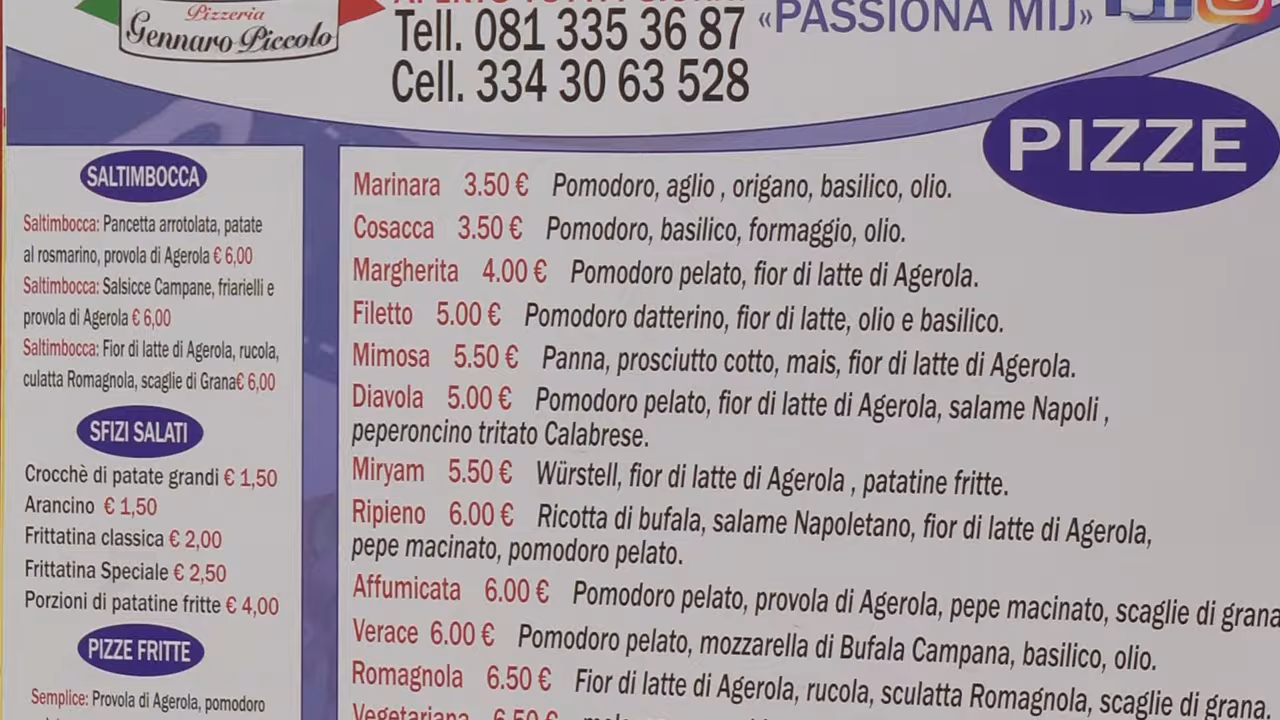 Pizzeria
Gennaro Piccolo
Tell. 081 335 36 87
Cell. 334 30 63 528
«PASSIONA MIJ»
SALTIMBOCCA
Saltimbocca: Pancetta arrotolata, patate
al rosmarino, provola di Agerola € 6,00
Saltimbocca: Salsicce Campane, friarielli e
provola di Agerola € 6,00
Saltimbocca: Fior di latte di Agerola, rucola,
culatta Romagnola, scaglie di Grana€ 6,00
SFIZI SALATI
Crocchè di patate grandi € 1,50
Arancino € 1,50
Frittatina classica € 2,00
Frittatina Speciale € 2,50
Porzioni di patatine fritte € 4,00
PIZZE FRITTE
Semplice: Provola di Agerola, pomodoro
PIZZE
Marinara 3.50 € Pomodoro, aglio , origano, basilico, olio.
Cosacca 3.50 € Pomodoro, basilico, formaggio, olio.
Margherita 4.00 € Pomodoro pelato, fior di latte di Agerola.
Filetto 5.00 € Pomodoro datterino, fior di latte, olio e basilico.
Mimosa 5.50 € Panna, prosciutto cotto, mais, fior di latte di Agerola.
Diavola 5.00 € Pomodoro pelato, fior di latte di Agerola, salame Napoli ,
peperoncino tritato Calabrese.
Miryam 5.50 € Würstell, fior di latte di Agerola , patatine fritte.
Ripieno 6.00 € Ricotta di bufala, salame Napoletano, fior di latte di Agerola,
pepe macinato, pomodoro pelato.
Affumicata 6.00 € Pomodoro pelato, provola di Agerola, pepe macinato, scaglie di grana
Verace 6.00 € Pomodoro pelato, mozzarella di Bufala Campana, basilico, olio.
Romagnola 6.50 € Fior di latte di Agerola, rucola, sculatta Romagnola, scaglie di grana.
Vegetariana 6.50 €